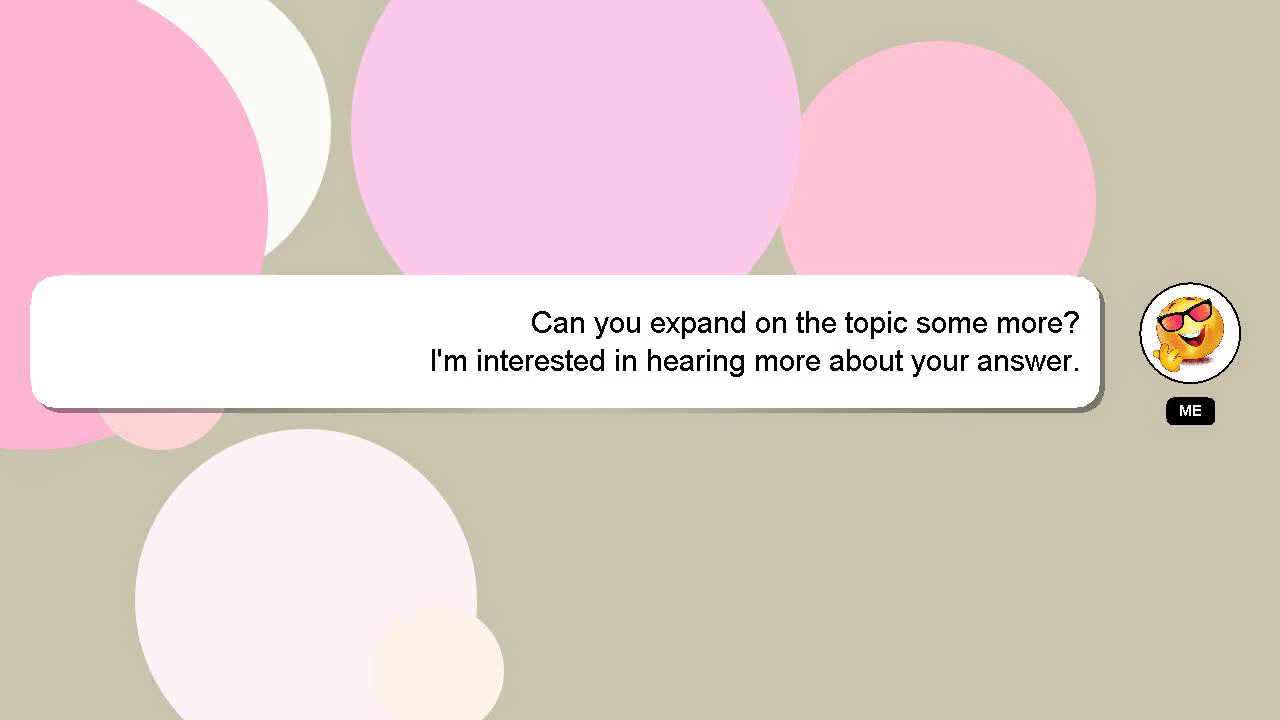 Can you expand on the topic some more?
I'm interested in hearing more about your answer.
ME